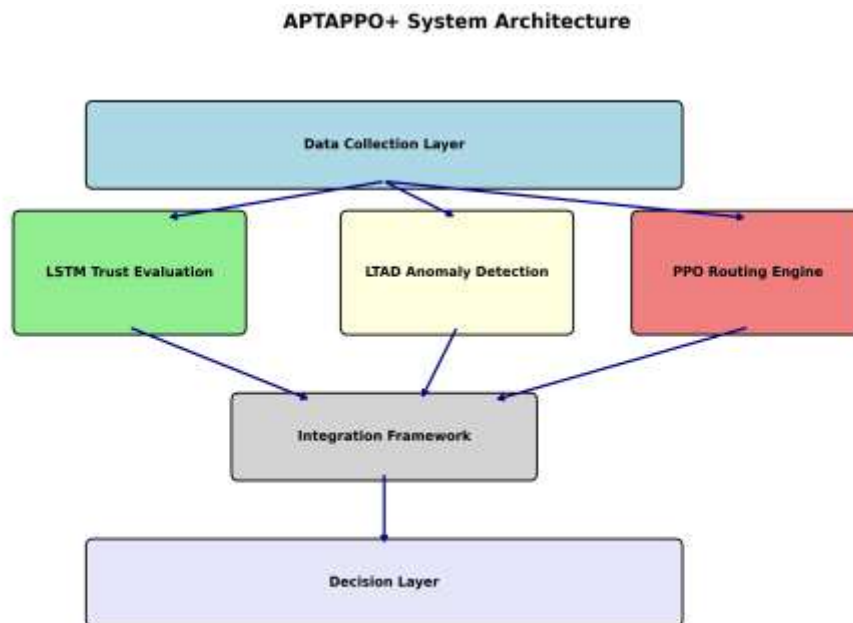 APTAPPO+ System Architecture
Data Collection Layer
LSTM Trust Evaluation
LTAD Anomaly Detection
PPO Routing Engine
Integration Framework
Decision Layer